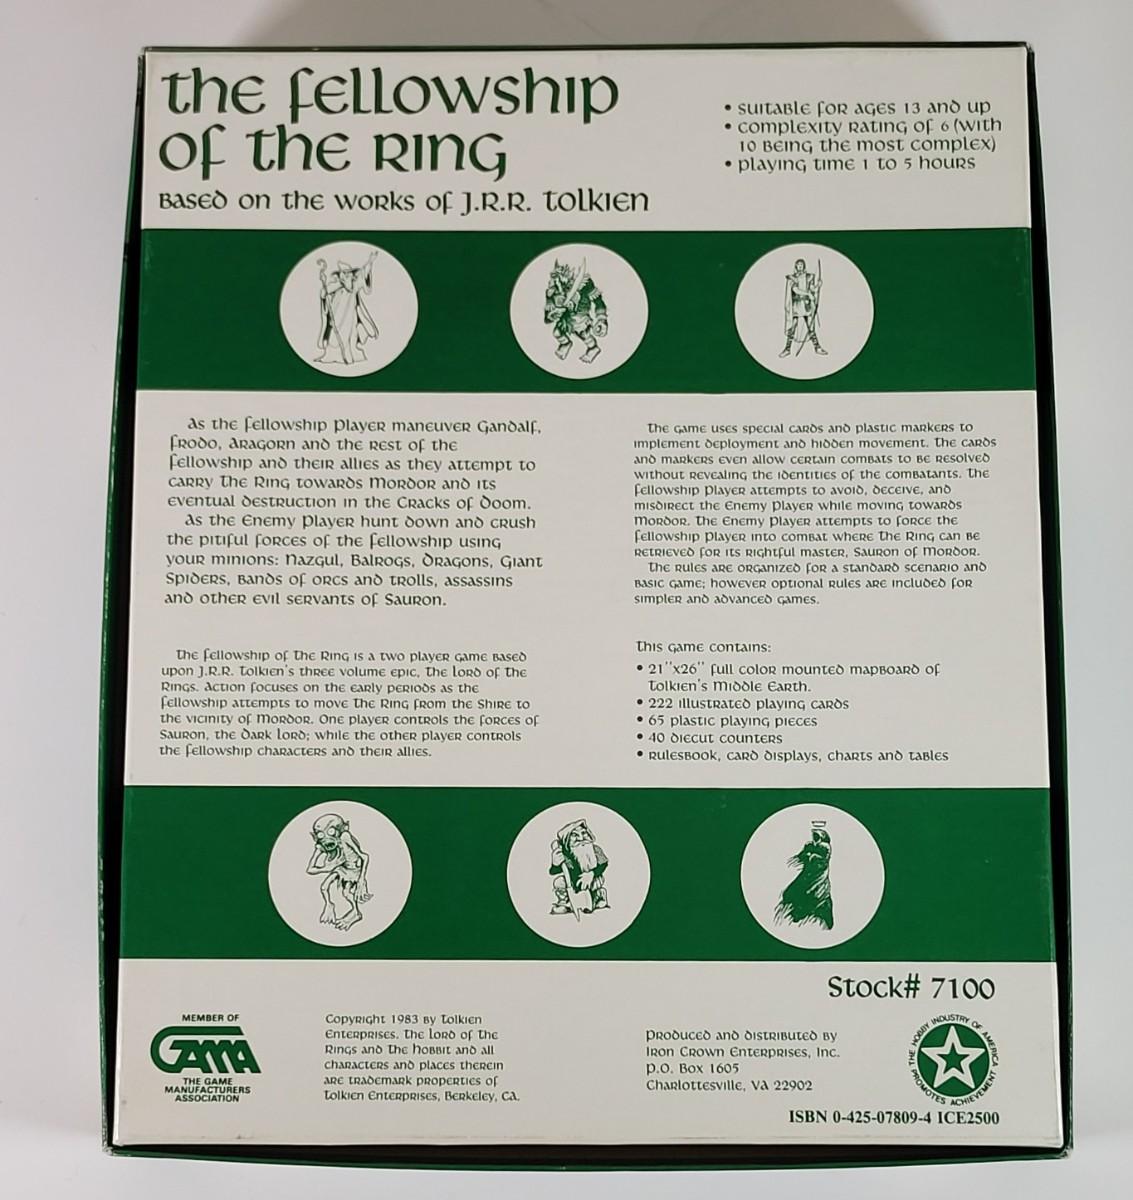 The Fellowship
of the Ring
Based on the works of J.R.R. Tolkien
• Suitable for ages 13 and up
• Complexity rating of 6 (with
10 being the most complex)
• Playing time 1 to 5 hours
As the Fellowship Player maneuver Gandalf,
Frodo, Aragorn and the rest of the
Fellowship and their allies as they attempt to
carry The Ring towards Mordor and its
eventual destruction in the Cracks of Doom.
As the Enemy Player hunt down and crush
the pitiful forces of the Fellowship using
your minions: Nazgul, Balrogs, Dragons, Giant
Spiders, bands of orcs and trolls, assassins
and other evil servants of Sauron.
The Fellowship of The Ring is a two player game based
upon J.R.R. Tolkien's three volume epic, The Lord of The
Rings. Action focuses on the early periods as the
Fellowship attempts to move The Ring from the Shire to
the vicinity of Mordor. One player controls the forces of
Sauron, the Dark Lord; while the other player controls
the Fellowship characters and their allies.
The game uses special cards and plastic markers to
implement deployment and hidden movement. The cards
and markers even allow certain combats to be resolved
without revealing the identities of the combatants. The
Fellowship Player attempts to avoid, deceive, and
misdirect the Enemy Player while moving towards
Mordor. The Enemy Player attempts to force the
Fellowship Player into combat where The Ring can be
retrieved for its rightful master, Sauron of Mordor.
The rules are organized for a standard scenario and
basic game; however optional rules are included for
simpler and advanced games.
This game contains:
• 21"x26" full color mounted mapboard of
Tolkien's Middle Earth.
• 222 illustrated playing cards
• 65 plastic playing pieces
• 40 diecut counters
• Rulesbook, card displays, charts and tables
Stock# 7100
MEMBER OF
GAMA
THE GAME
MANUFACTURERS
ASSOCIATION
Copyright 1983 by Tolkien
Enterprises. The Lord of The
Rings and The Hobbit and all
characters and places therein
are trademark properties of
Tolkien Enterprises, Berkeley, CA.
Produced and distributed by
Iron Crown Enterprises, Inc.
P.O. Box 1605
Charlottesville, VA 22902
THE HOBBY INDUSTRY OF AMERICA
PROMOTES ACHIEVEMENT
ISBN 0-425-07809-4 ICE2500